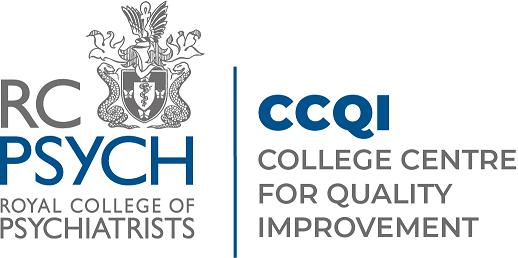 RC
PSYCH
ROYAL COLLEGE OF
PSYCHIATRISTS
CCQI
COLLEGE CENTRE
FOR QUALITY
IMPROVEMENT